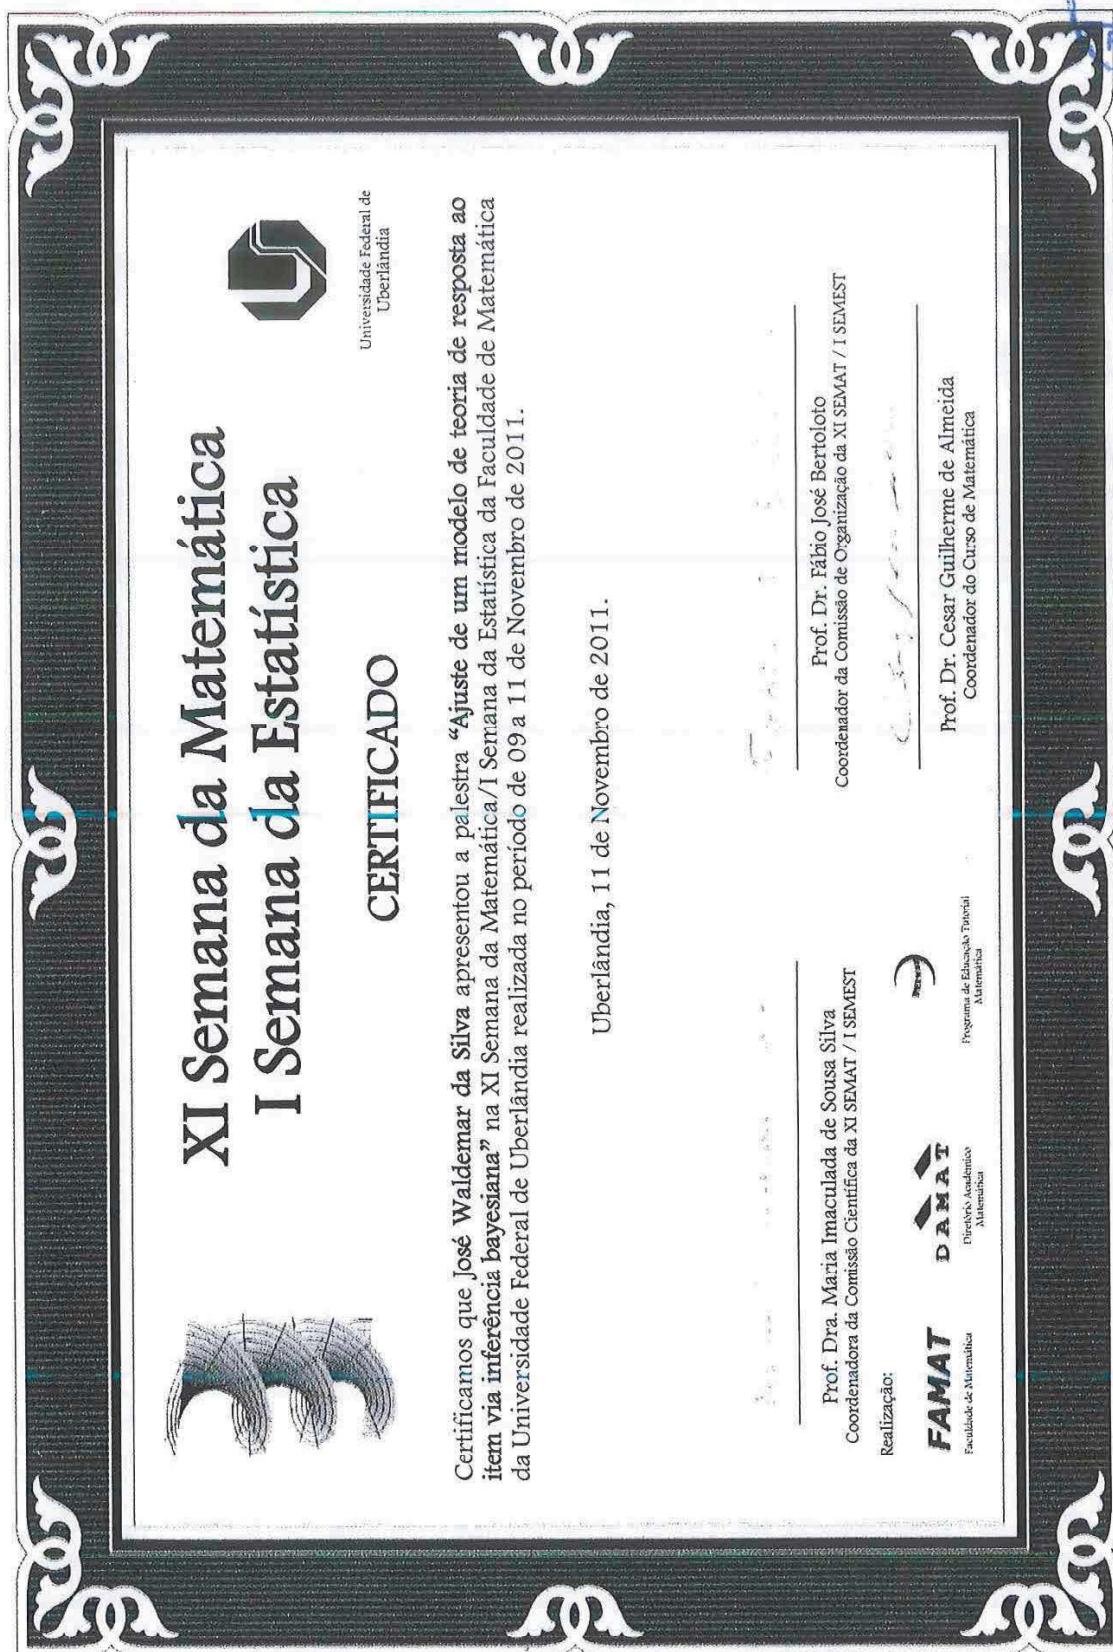 XI Semana da Matemática
I Semana da Estatística
Universidade Federal de
Uberlândia
CERTIFICADO
Certificamos que José Waldemar da Silva apresentou a palestra “Ajuste de um modelo de teoria de resposta ao
item via inferência bayesiana” na XI Semana da Matemática/I Semana da Estatística da Faculdade de Matemática
da Universidade Federal de Uberlândia realizada no período de 09 a 11 de Novembro de 2011.
Uberlândia, 11 de Novembro de 2011.
Prof. Dra. Maria Imaculada de Sousa Silva
Coordenadora da Comissão Científica da XI SEMAT / I SEMEST
Prof. Dr. Fábio José Bertoloto
Coordenador da Comissão de Organização da XI SEMAT / I SEMEST
Prof. Dr. Cesar Guilherme de Almeida
Coordenador do Curso de Matemática
Realização:
FAMAT
Faculdade de Matemática
DAMAT
Diretório Acadêmico
Matemática
Programa de Educação Tutorial
Matemática